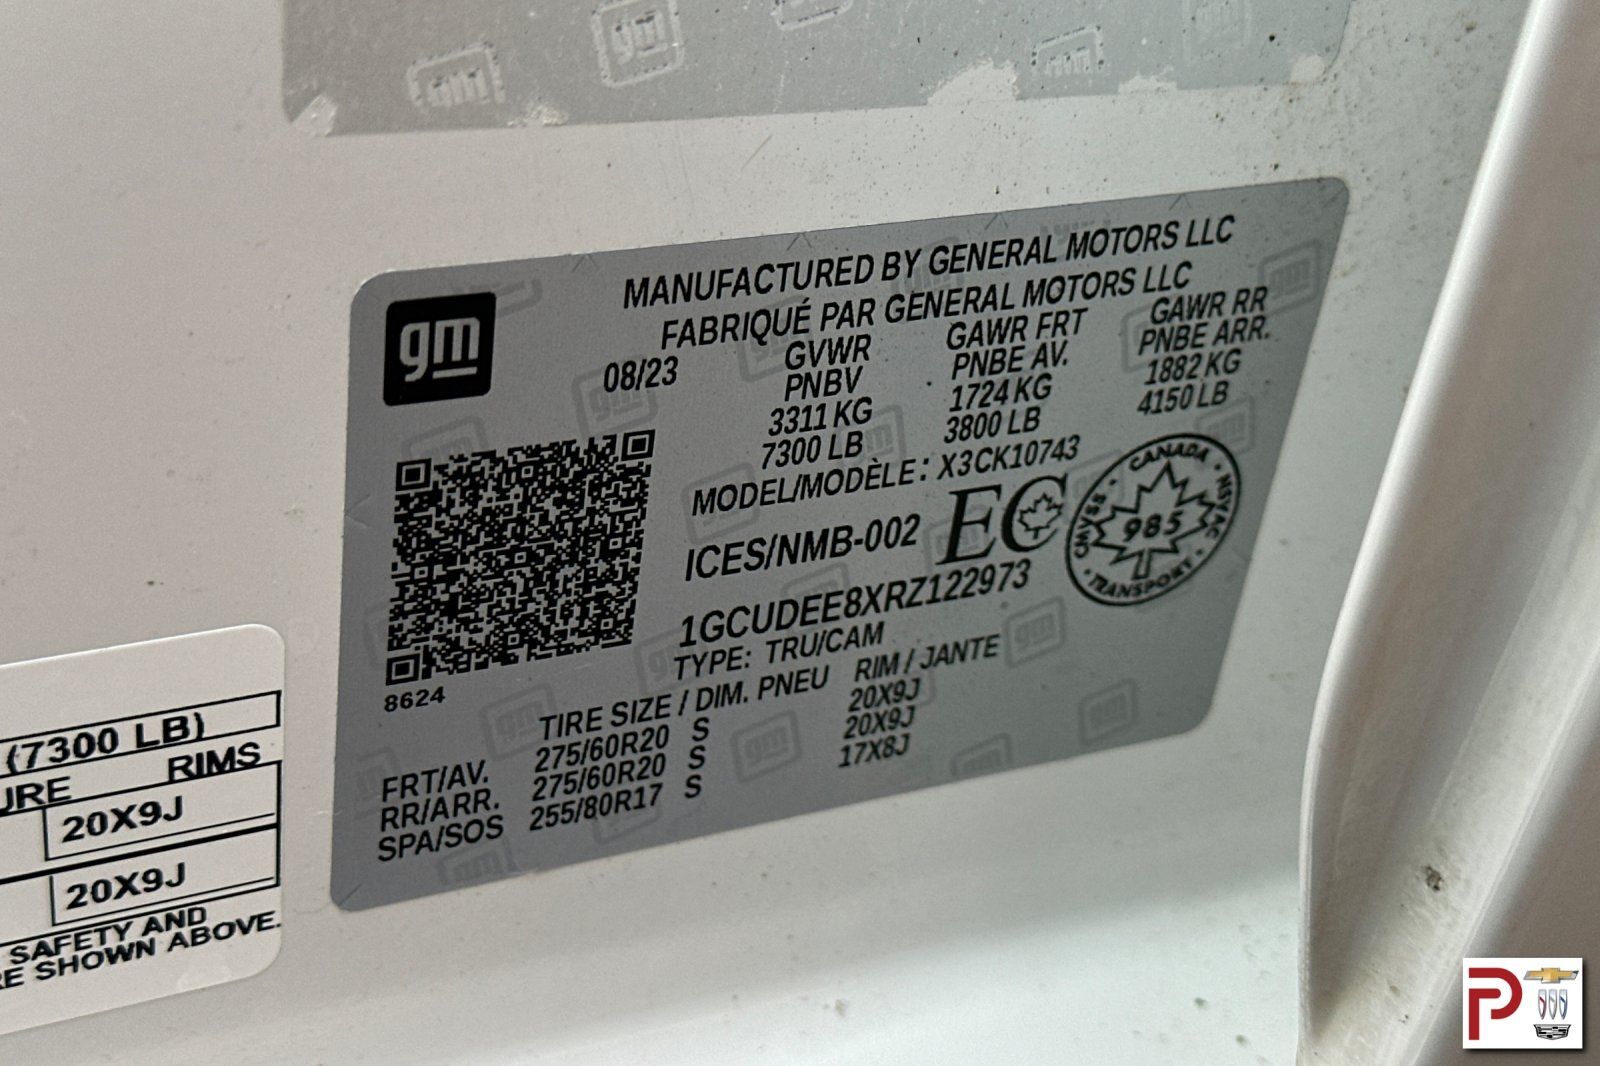 gm
MANUFACTURED BY GENERAL MOTORS LLC
FABRIQUÉ PAR GENERAL MOTORS LLC
08/23
GVWR GAWR FRT GAWR RR
PNBV PNBE AV. PNBE ARR.
3311 KG 1724 KG 1882 KG
7300 LB 3800 LB 4150 LB
MODEL/MODÈLE: X3CK10743
ICES/NMB-002 EC
CANADA
CMVSS 985 NSVAC
TRANSPORT
1GCUDEE8XRZ122973
TYPE: TRU/CAM
8624
TIRE SIZE / DIM. PNEU RIM / JANTE
FRT/AV. 275/60R20 S 20X9J
RR/ARR. 275/60R20 S 20X9J
SPA/SOS 255/80R17 S 17X8J
(7300 LB)
URE RIMS
20X9J
20X9J
SAFETY AND
RE SHOWN ABOVE.
P